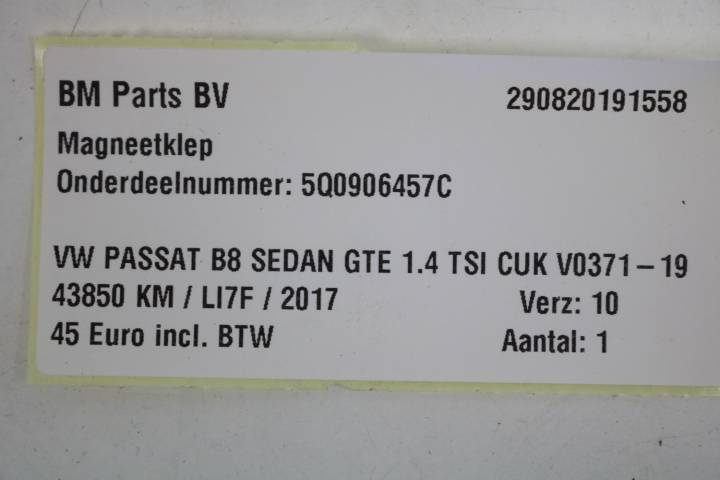 BM Parts BV 290820191558
Magneetklep
Onderdeelnummer: 5Q0906457C
VW PASSAT B8 SEDAN GTE 1.4 TSI CUK V0371-19
43850 KM / LI7F / 2017 Verz: 10
45 Euro incl. BTW Aantal: 1